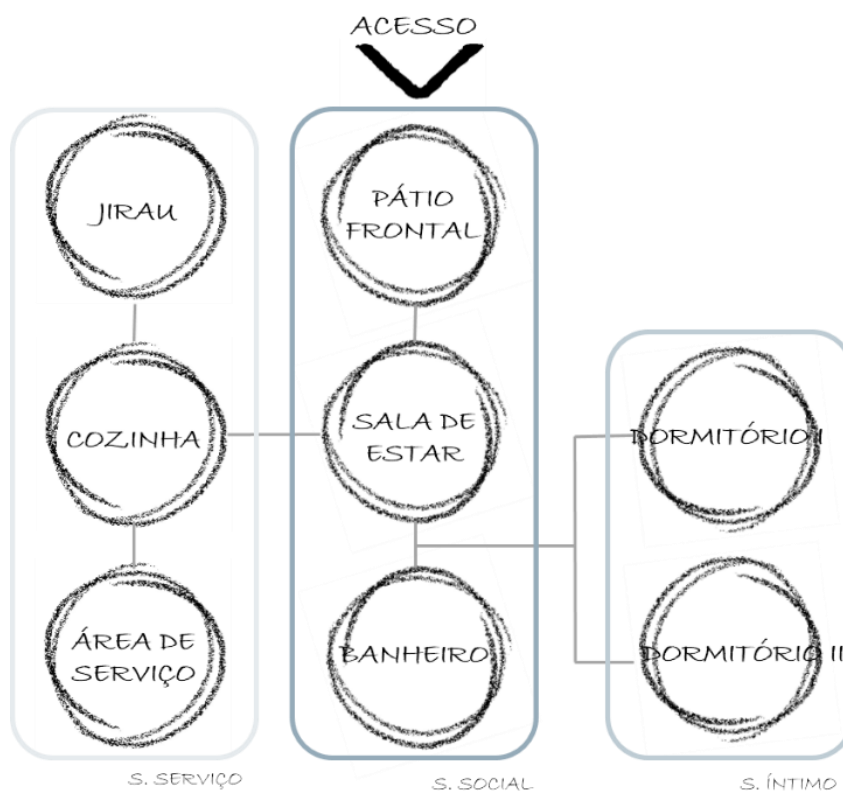 ACESSO
JIRAU
PÁTIO
FRONTAL
COZINHA
SALA DE
ESTAR
DORMITÓRIO I
ÁREA DE
SERVIÇO
BANHEIRO
DORMITÓRIO II
S. SERVIÇO
S. SOCIAL
S. ÍNTIMO